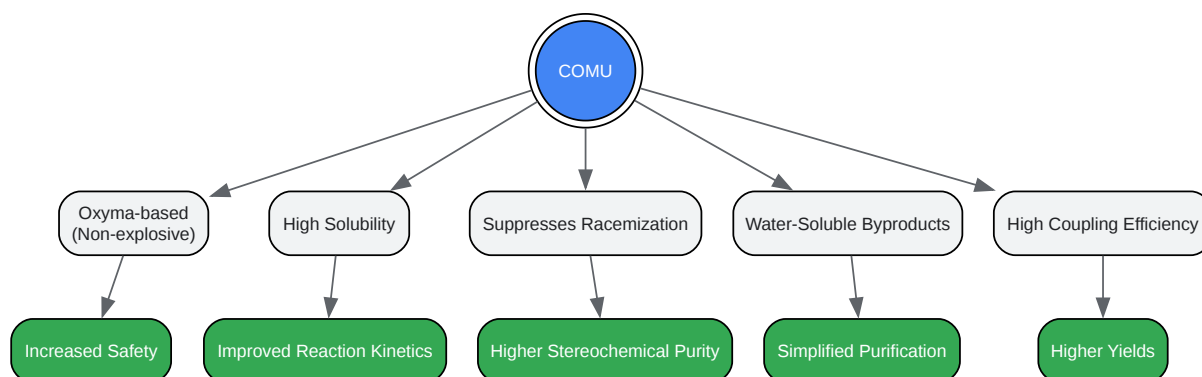 COMU
Oxyma-based
(Non-explosive)
High Solubility
Suppresses Racemization
Water-Soluble Byproducts
High Coupling Efficiency
Increased Safety
Improved Reaction Kinetics
Higher Stereochemical Purity
Simplified Purification
Higher Yields